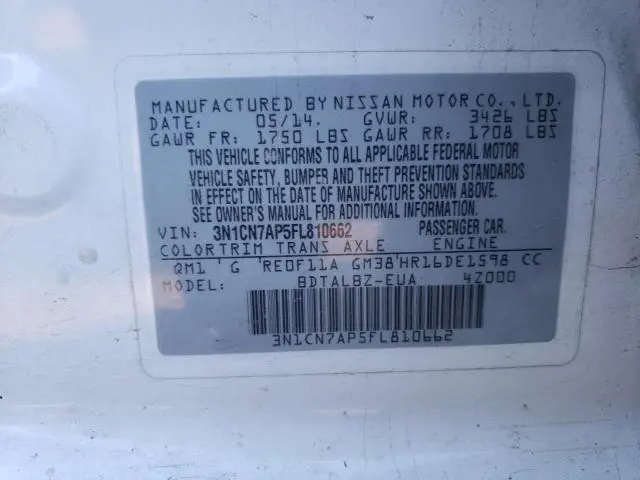 MANUFACTURED BY NISSAN MOTOR CO., LTD.
DATE: 05/14. GVWR: 3426 LBS
GAWR FR: 1750 LBS GAWR RR: 1708 LBS
THIS VEHICLE CONFORMS TO ALL APPLICABLE FEDERAL MOTOR
VEHICLE SAFETY, BUMPER AND THEFT PREVENTION STANDARDS
IN EFFECT ON THE DATE OF MANUFACTURE SHOWN ABOVE.
SEE OWNER'S MANUAL FOR ADDITIONAL INFORMATION.
VIN: 3N1CN7AP5FL810662 PASSENGER CAR.
COLOR TRIM TRANS AXLE ENGINE
QM1 'G 'RE0F11A GM38'HR16DE1598 CC
MODEL: BDTALBZ-EUA 4Z000
3N1CN7AP5FL810662